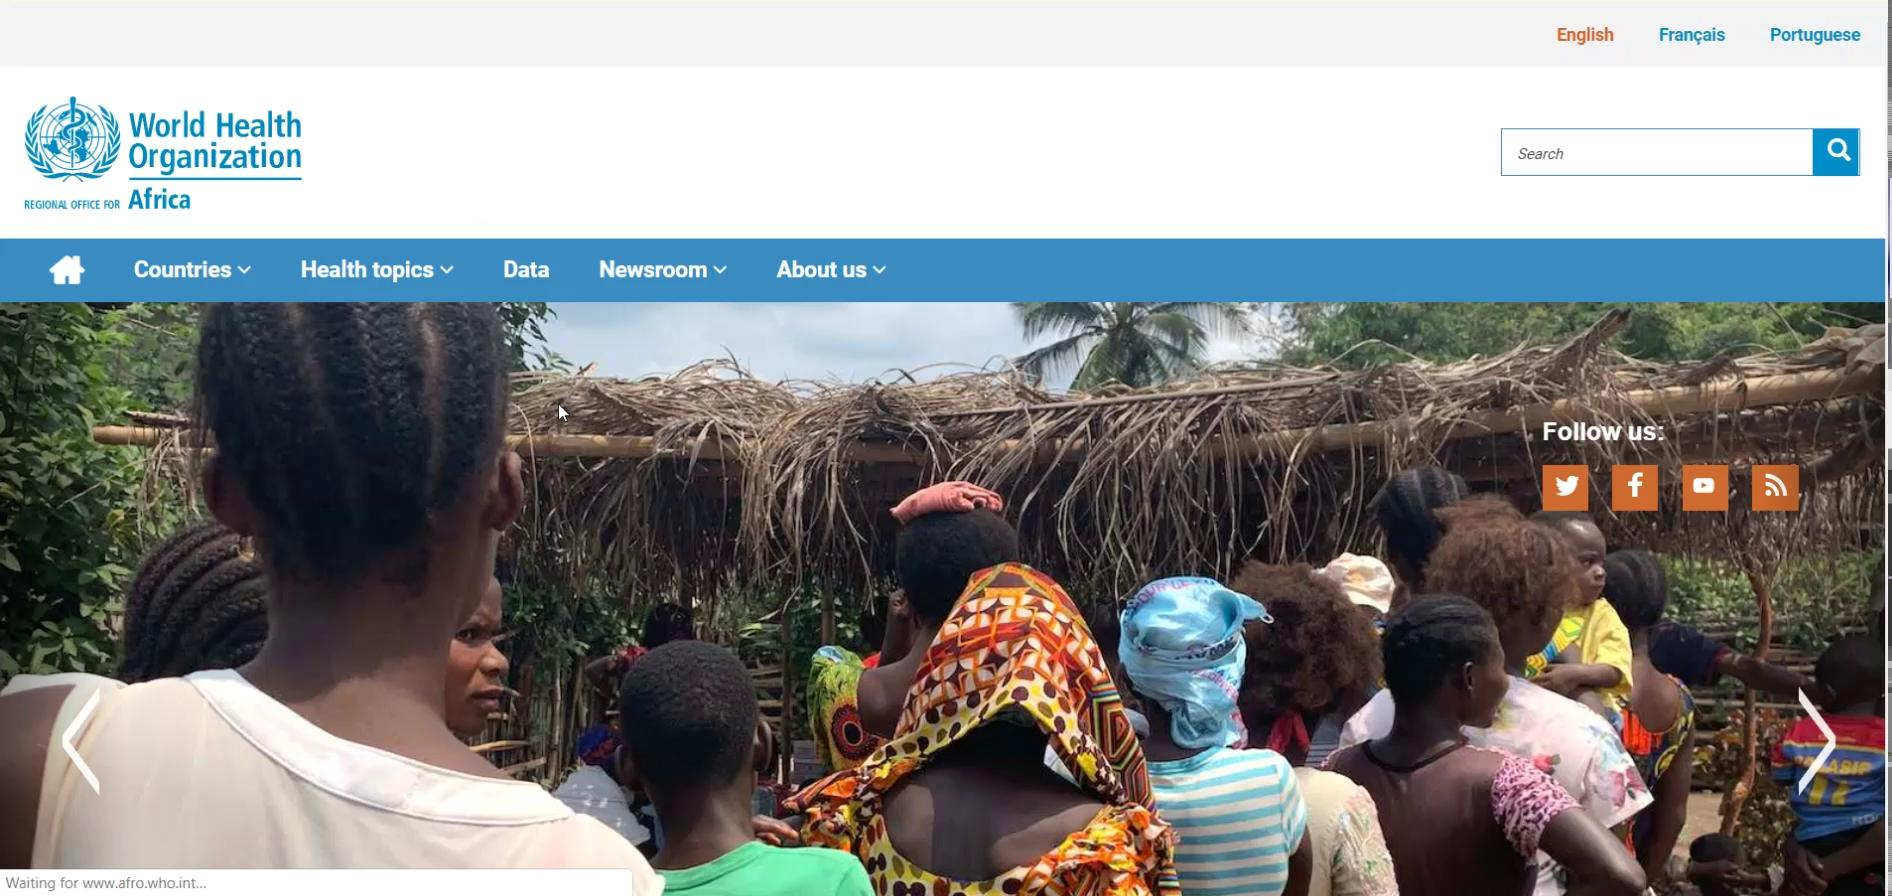 English Français Portuguese
World Health
Organization
REGIONAL OFFICE FOR Africa
Search
Countries Health topics Data Newsroom About us
Follow us:
Waiting for www.afro.who.int...